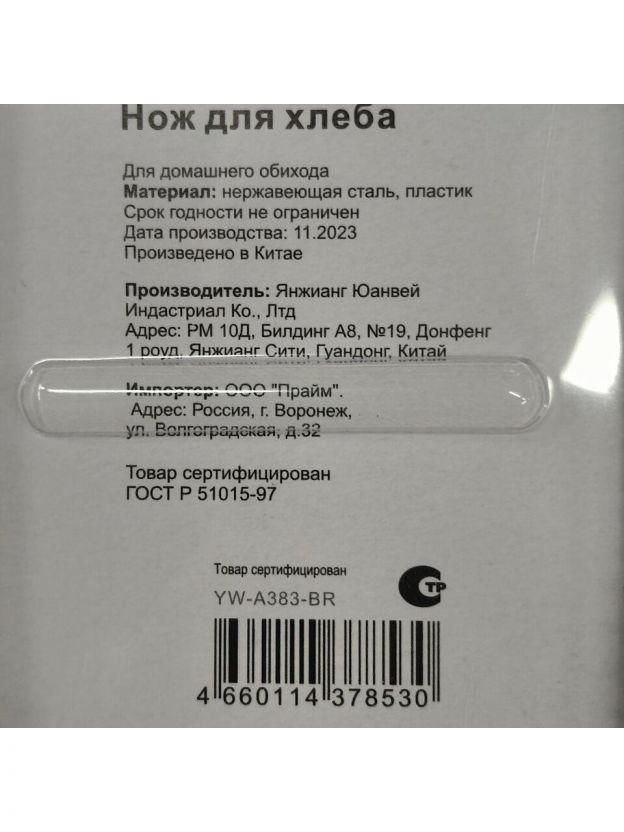 Нож для хлеба
Для домашнего обихода
Материал: нержавеющая сталь, пластик
Срок годности не ограничен
Дата производства: 11.2023
Произведено в Китае
Производитель: Янжианг Юанвей
Индастриал Ко., Лтд
Адрес: РМ 10Д, Билдинг А8, №19, Донфенг
1 роуд, Янжианг Сити, Гуандонг, Китай
Импортер: ООО "Прайм".
Адрес: Россия, г. Воронеж,
ул. Волгоградская, д.32
Товар сертифицирован
ГОСТ Р 51015-97
Товар сертифицирован
СТР
YW-A383-BR
4 660114 378530